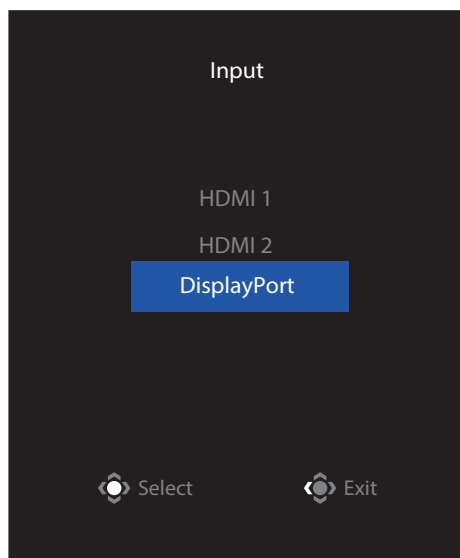 Input
HDMI 1
HDMI 2
DisplayPort
Select Exit